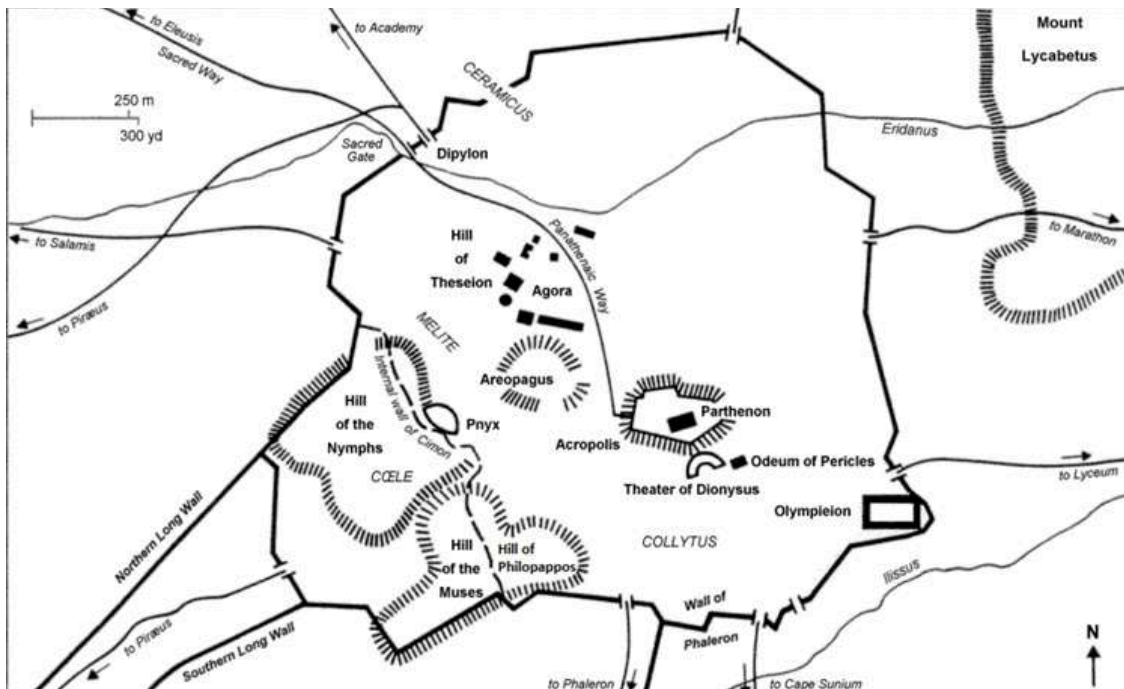 to Eleusis
Sacred Way
to Academy
CERAMICUS
Mount
Lycabetus
250 m
300 yd
Eridanus
Sacred
Gate
Dipylon
to Salamis
to Marathon
Panathenaic Way
Hill
of
Theseion
Agora
to Piræus
MELITE
Areopagus
Internal wall of Cimon
Hill
of the
Nymphs
Pnyx
Parthenon
Acropolis
Odeum of Pericles
Theater of Dionysus
to Lyceum
CŒLE
Olympieion
Northern Long Wall
COLLYTUS
Hill
of the
Muses
Hill of
Philopappos
Ilissus
Wall of
Phaleron
to Piræus
Southern Long Wall
to Phaleron
to Cape Sunium
N